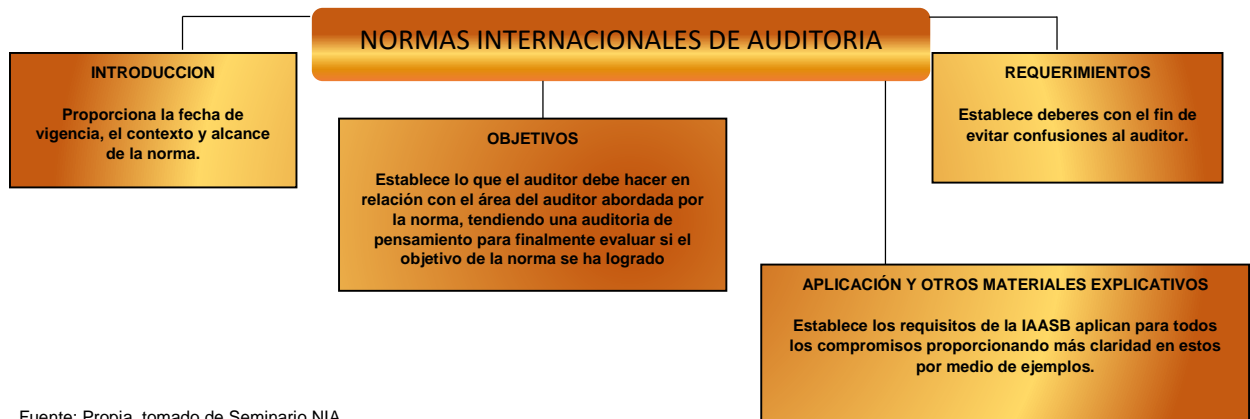 NORMAS INTERNACIONALES DE AUDITORIA
INTRODUCCION
Proporciona la fecha de
vigencia, el contexto y alcance
de la norma.
OBJETIVOS
Establece lo que el auditor debe hacer en
relación con el área del auditor abordada por
la norma, tendiendo una auditoria de
pensamiento para finalmente evaluar si el
objetivo de la norma se ha logrado
REQUERIMIENTOS
Establece deberes con el fin de
evitar confusiones al auditor.
APLICACIÓN Y OTROS MATERIALES EXPLICATIVOS
Establece los requisitos de la IAASB aplican para todos
los compromisos proporcionando más claridad en estos
por medio de ejemplos.
Fuente: Propia, tomado de Seminario NIA